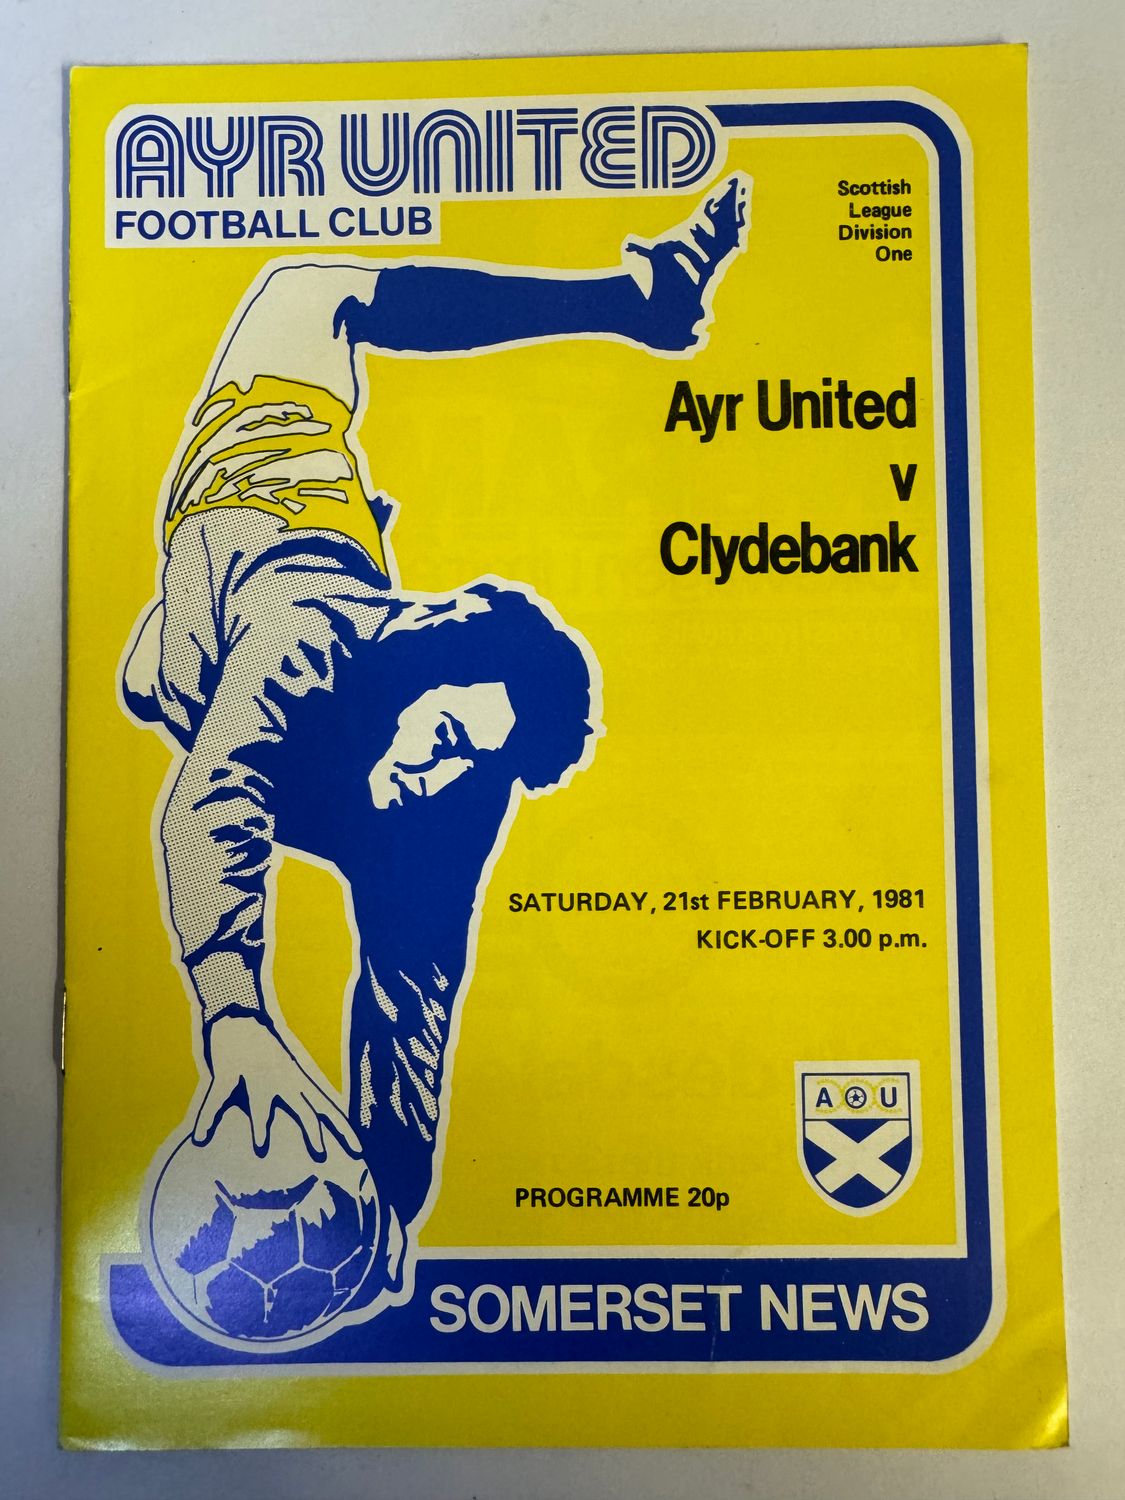 AYR UNITED
FOOTBALL CLUB
Scottish
League
Division
One
Ayr United
v
Clydebank
SATURDAY, 21st FEBRUARY, 1981
KICK-OFF 3.00 p.m.
A U
PROGRAMME 20p
SOMERSET NEWS